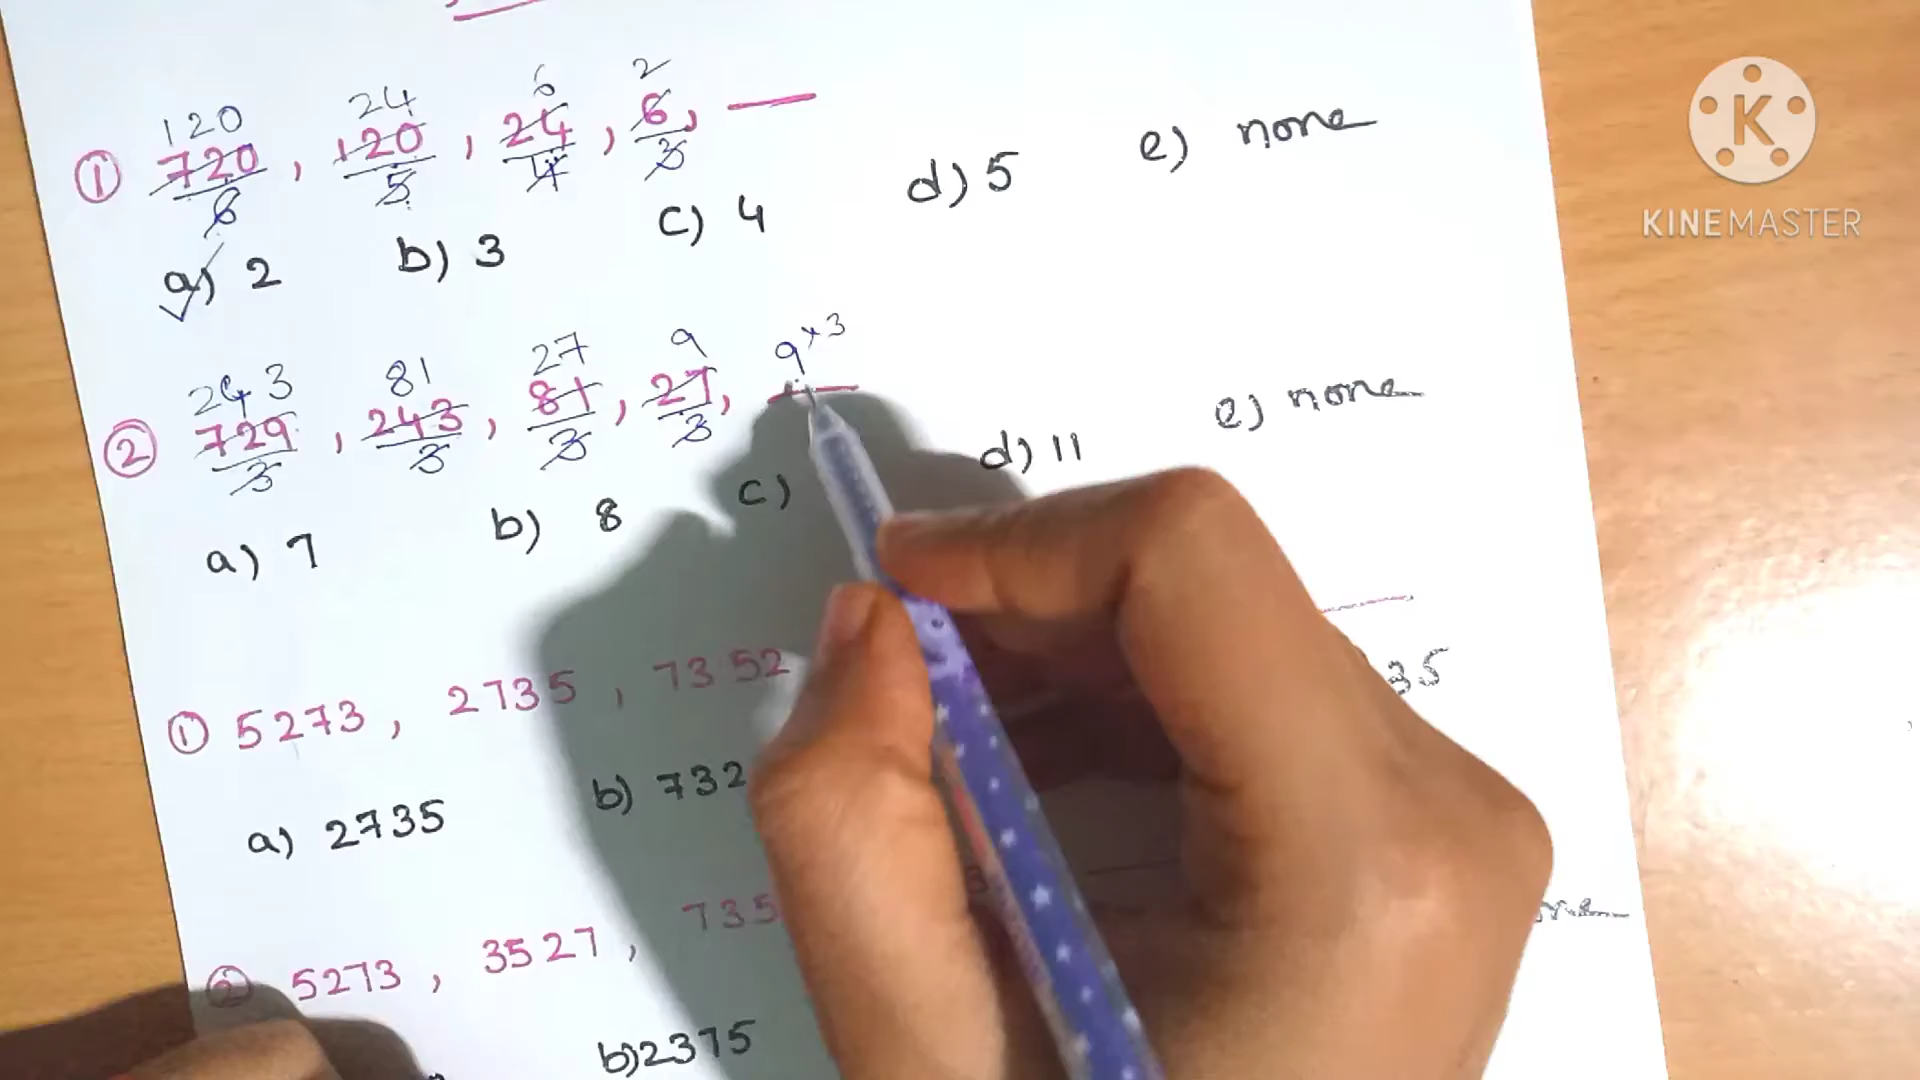 120 24 6 2
① 720/6 , 120/5 , 24/4 , 6/3 , ___
a) 2 b) 3 c) 4 d) 5 e) none
243 81 27 9 9×3
② 729/3 , 243/3 , 81/3 , 27/3 , ___
a) 7 b) 8 c) d) 11 e) none
① 5273 , 2735 , 7352
a) 2735 b) 732 35
② 5273 , 3527 , 735
b) 2375
KINEMASTER